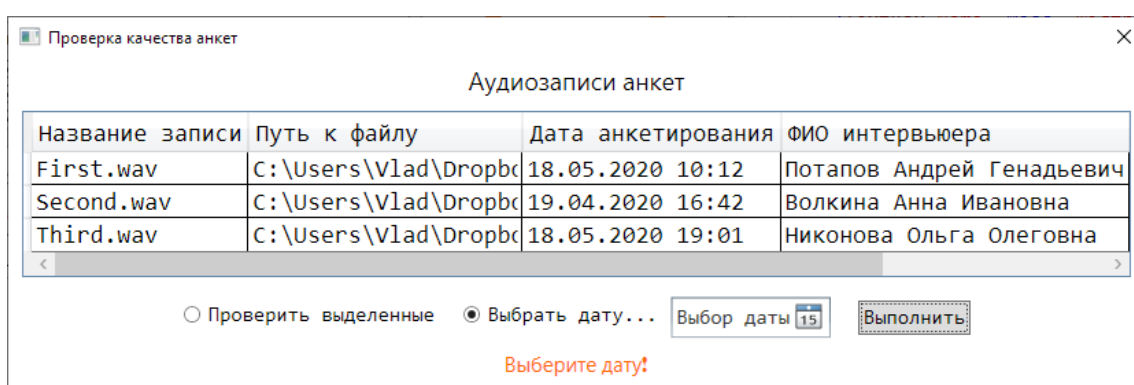 Проверка качества анкет
Аудиозаписи анкет
Название записи Путь к файлу Дата анкетирования ФИО интервьюера
First.wav C:\Users\Vlad\Dropbo 18.05.2020 10:12 Потапов Андрей Генадьевич
Second.wav C:\Users\Vlad\Dropbo 19.04.2020 16:42 Волкина Анна Ивановна
Third.wav C:\Users\Vlad\Dropbo 18.05.2020 19:01 Никонова Ольга Олеговна
Проверить выделенные Выбрать дату... Выбор даты 15 Выполнить
Выберите дату!